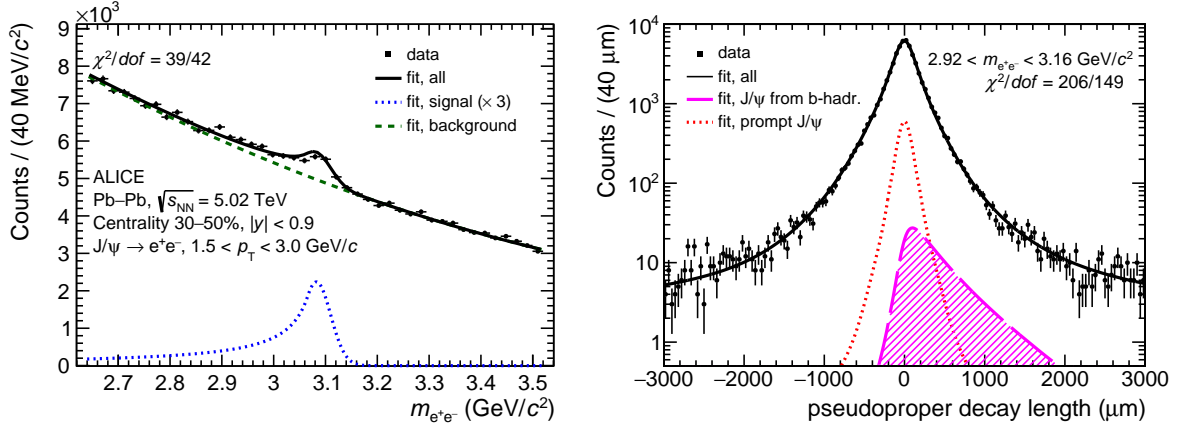 ×10³
9
8
7
6
5
4
3
2
1
0
Counts / (40 MeV/c²)
χ²/dof = 39/42
data
fit, all
fit, signal (× 3)
fit, background
ALICE
Pb–Pb, √s_NN = 5.02 TeV
Centrality 30–50%, |y| < 0.9
J/ψ → e⁺e⁻, 1.5 < p_T < 3.0 GeV/c
2.7 2.8 2.9 3 3.1 3.2 3.3 3.4 3.5
m_e⁺e⁻ (GeV/c²)
10⁴
10³
10²
10
1
Counts / (40 μm)
data
fit, all
fit, J/ψ from b-hadr.
fit, prompt J/ψ
2.92 < m_e⁺e⁻ < 3.16 GeV/c²
χ²/dof = 206/149
−3000 −2000 −1000 0 1000 2000 3000
pseudoproper decay length (μm)